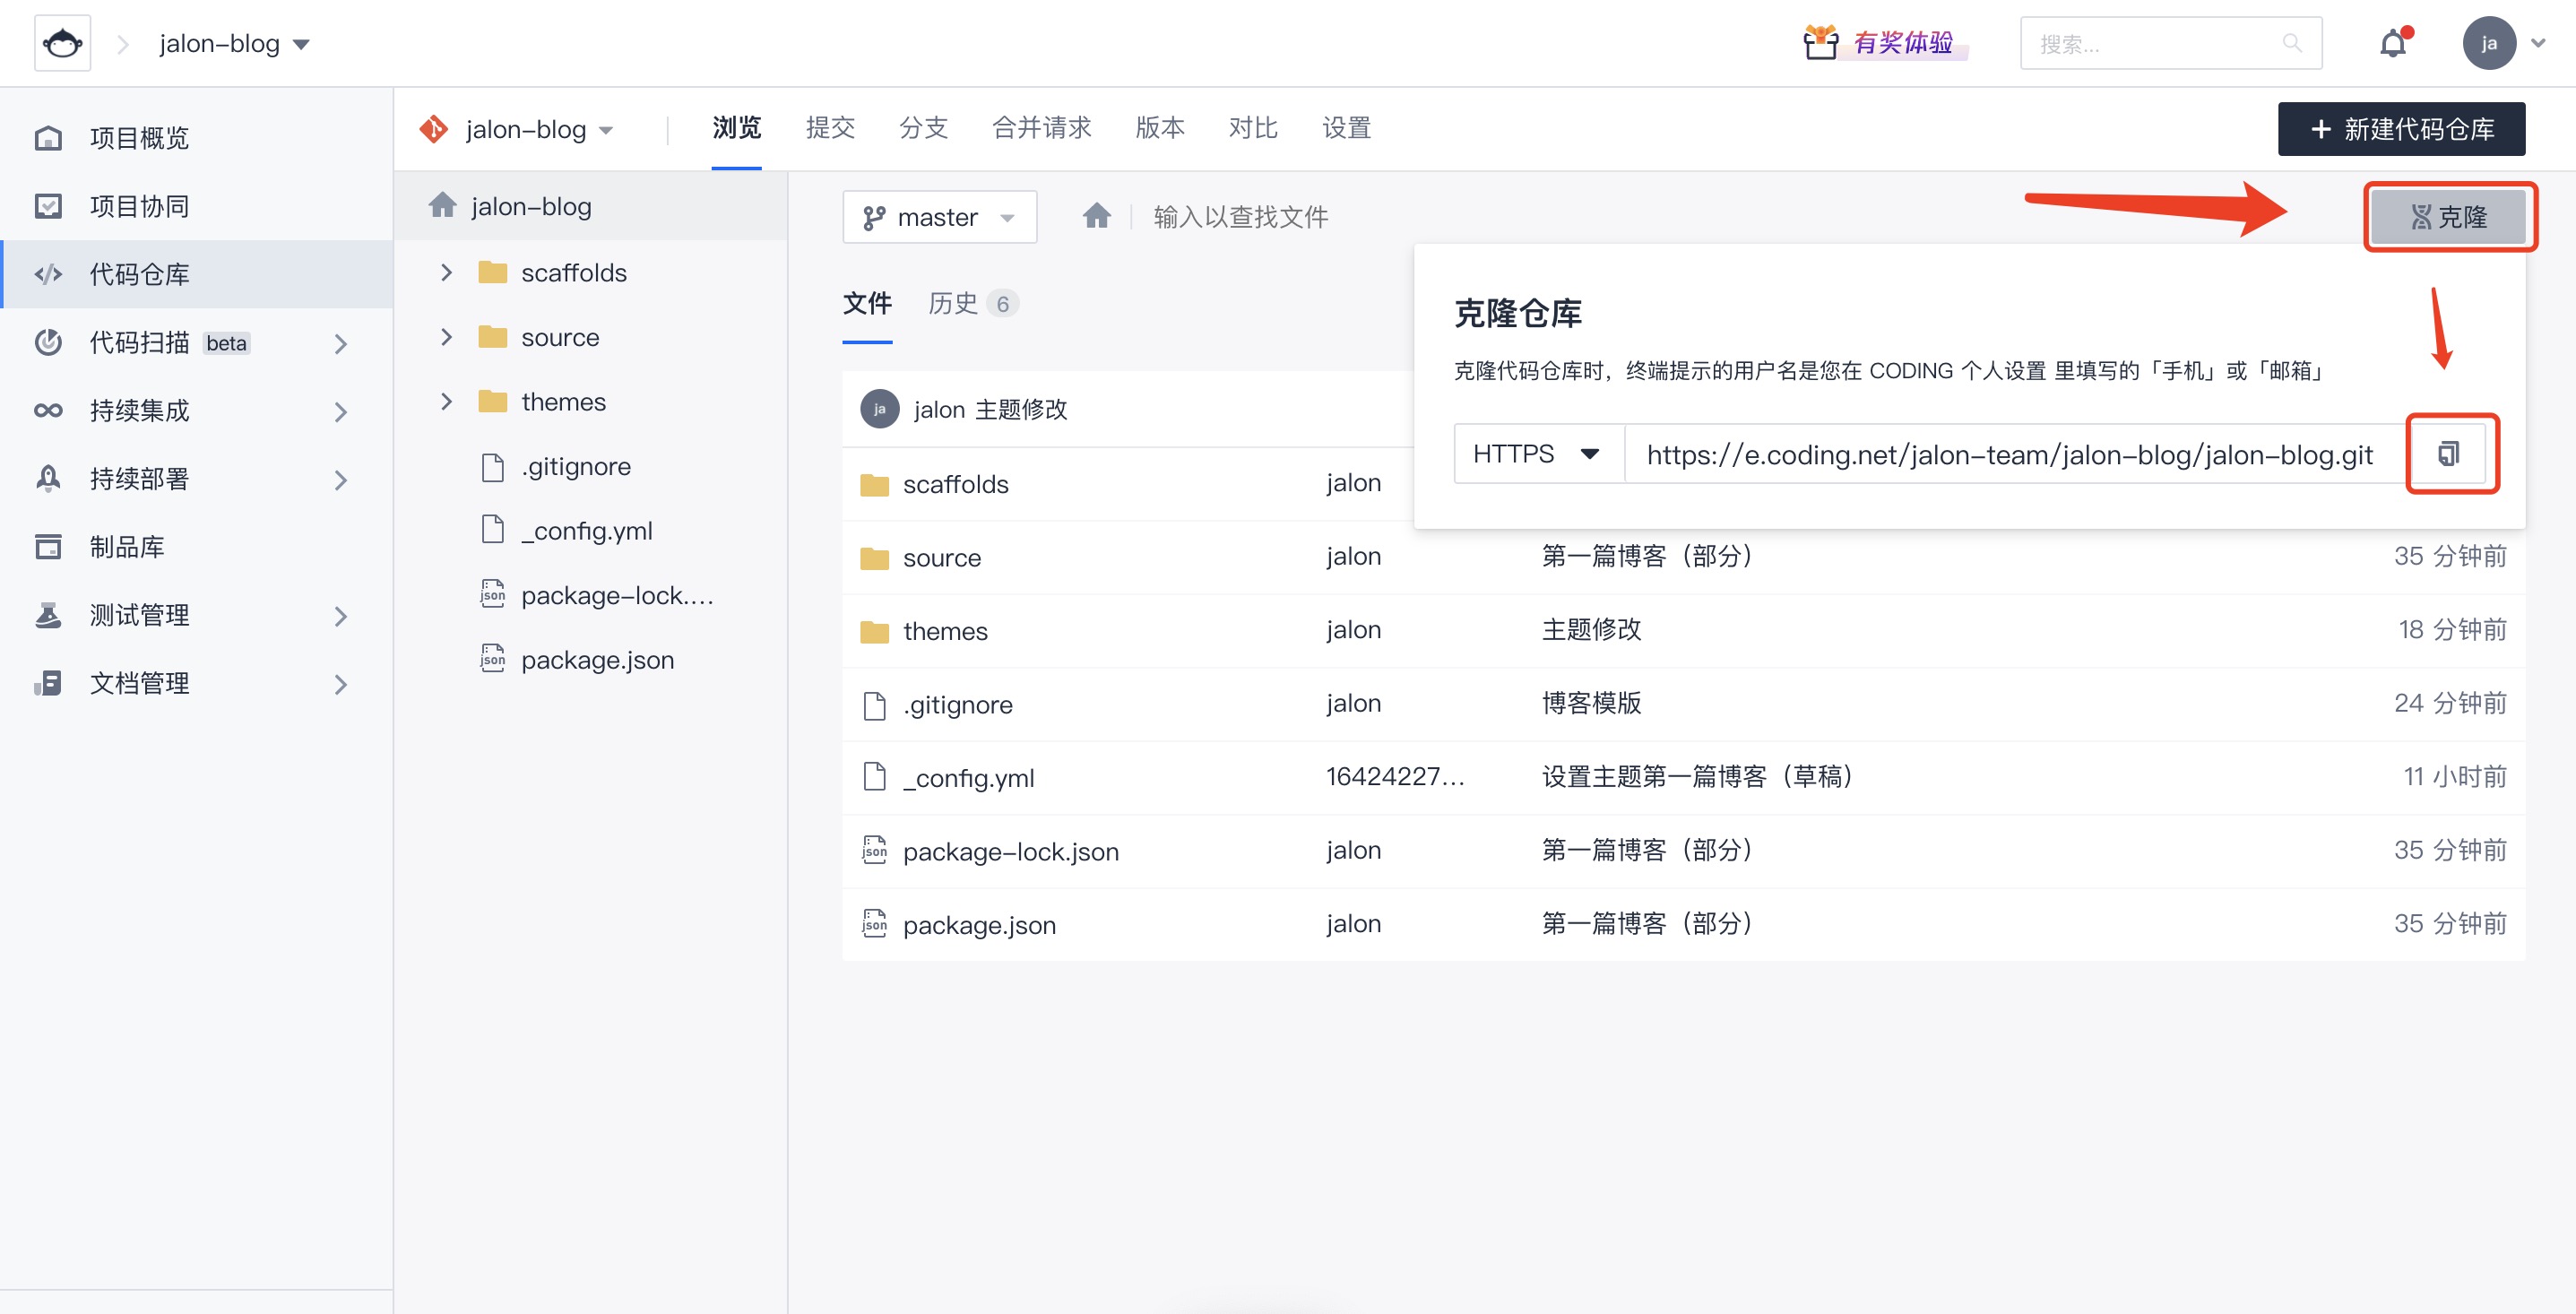 jalon-blog
有奖体验
搜索...
ja
项目概览
项目协同
代码仓库
代码扫描 beta
持续集成
持续部署
制品库
测试管理
文档管理
jalon-blog
浏览 提交 分支 合并请求 版本 对比 设置
+ 新建代码仓库
jalon-blog
scaffolds
source
themes
.gitignore
_config.yml
json package-lock....
json package.json
master
输入以查找文件
克隆
文件 历史 6
克隆仓库
克隆代码仓库时，终端提示的用户名是您在 CODING 个人设置 里填写的「手机」或「邮箱」
HTTPS https://e.coding.net/jalon-team/jalon-blog/jalon-blog.git
ja jalon 主题修改
scaffolds jalon
source jalon 第一篇博客（部分） 35 分钟前
themes jalon 主题修改 18 分钟前
.gitignore jalon 博客模版 24 分钟前
_config.yml 16424227... 设置主题第一篇博客（草稿） 11 小时前
json package-lock.json jalon 第一篇博客（部分） 35 分钟前
json package.json jalon 第一篇博客（部分） 35 分钟前